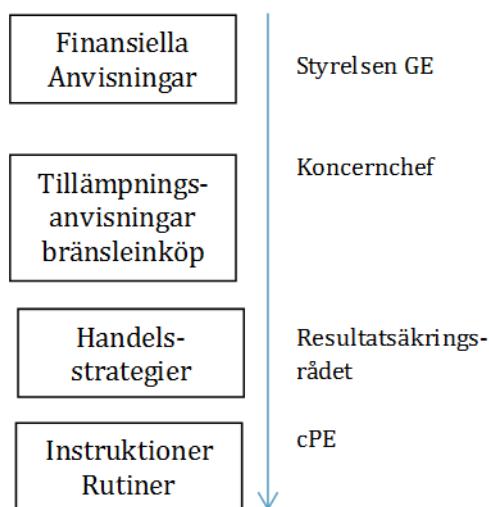 Finansiella
Anvisningar
Styrelsen GE
Koncernchef
Tillämpnings-
anvisningar
bränsleinköp
Handels-
strategier
Resultatsäkrings-
rådet
cPE
Instruktioner
Rutiner